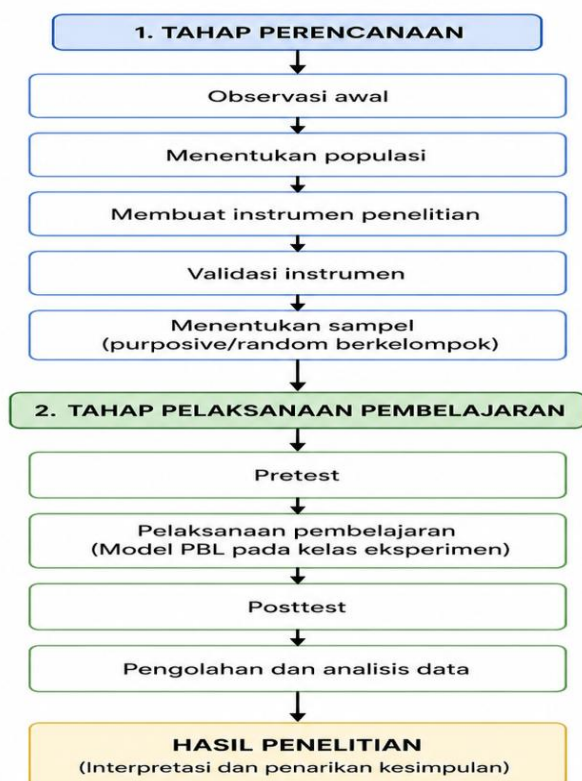 1. TAHAP PERENCANAAN
Observasi awal
Menentukan populasi
Membuat instrumen penelitian
Validasi instrumen
Menentukan sampel
(purposive/random berkelompok)
2. TAHAP PELAKSANAAN PEMBELAJARAN
Pretest
Pelaksanaan pembelajaran
(Model PBL pada kelas eksperimen)
Posttest
Pengolahan dan analisis data
HASIL PENELITIAN
(Interpretasi dan penarikan kesimpulan)